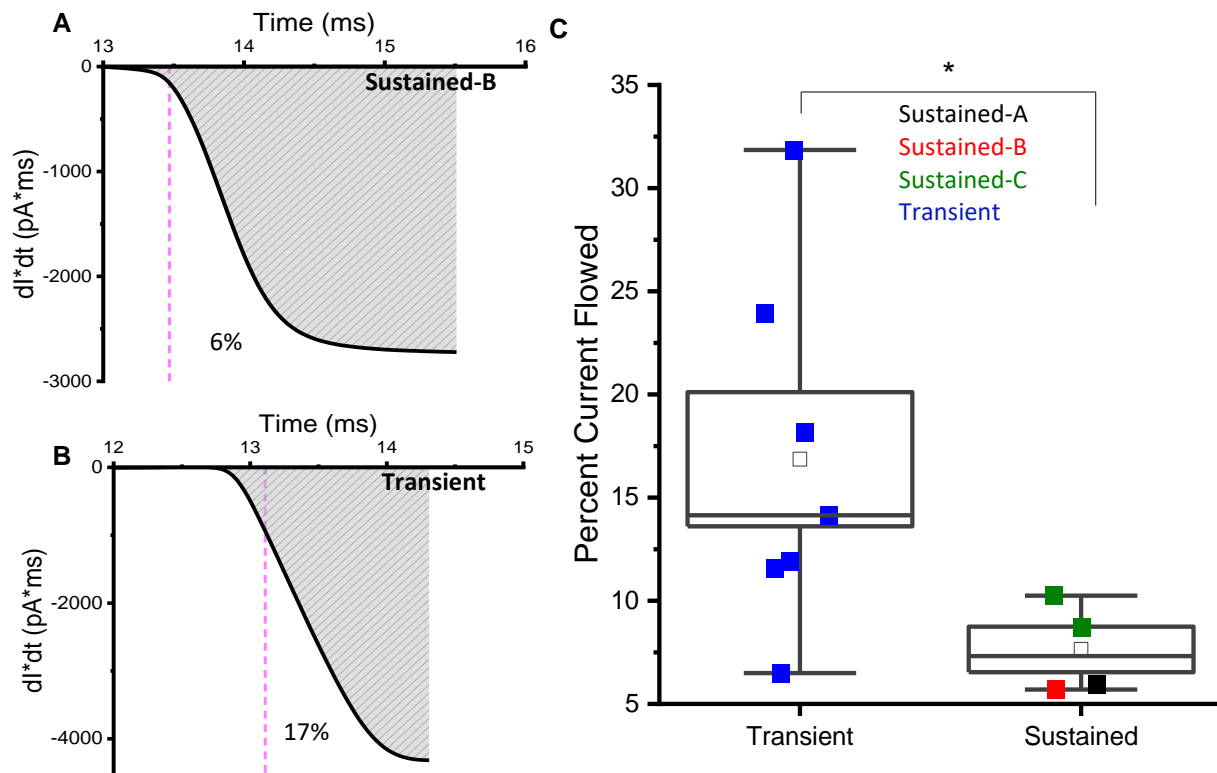 A
Time (ms)
13 14 15 16
0
Sustained-B
-1000
-2000
-3000
dI*dt (pA*ms)
6%
B
Time (ms)
12 13 14 15
0
Transient
-2000
-4000
dI*dt (pA*ms)
17%
C
*
35
30
25
20
15
10
5
Percent Current Flowed
Sustained-A
Sustained-B
Sustained-C
Transient
Transient Sustained